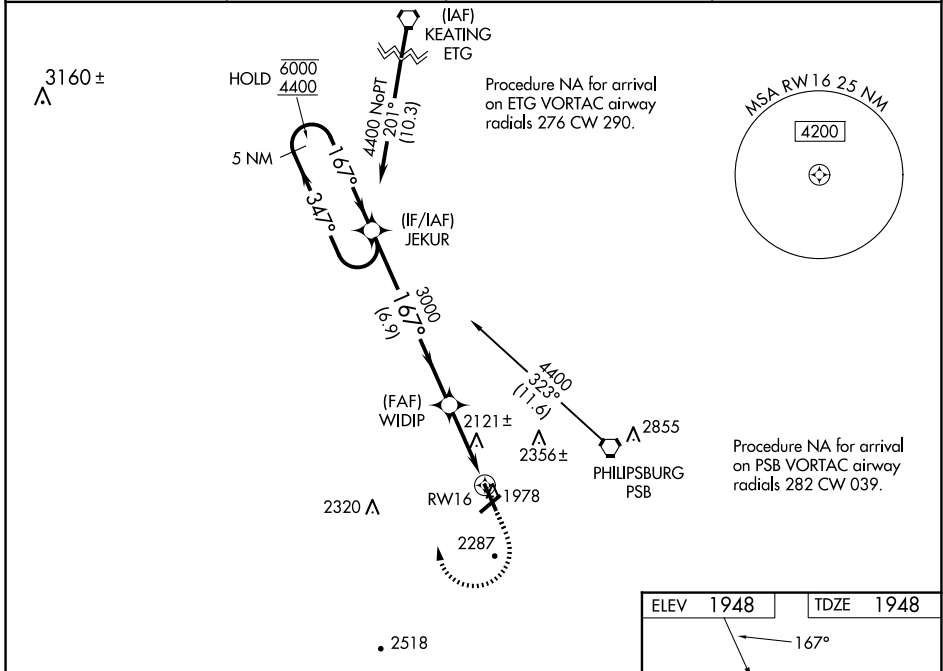 (IAF)
KEATING
ETG
3160 ±
HOLD
6000
4400
4400 NoPT
201°
(10.3)
Procedure NA for arrival
on ETG VORTAC airway
radials 276 CW 290.
MSA RW 16 25 NM
4200
5 NM
167°
347°
(IF/IAF)
JEKUR
3000
167°
(6.9)
4400
323°
(11.6)
(FAF)
WIDIP
2121 ±
2356 ±
2855
PHILIPSBURG
PSB
Procedure NA for arrival
on PSB VORTAC airway
radials 282 CW 039.
RW16
1978
2320
2287
2518
ELEV 1948
TDZE 1948
167°